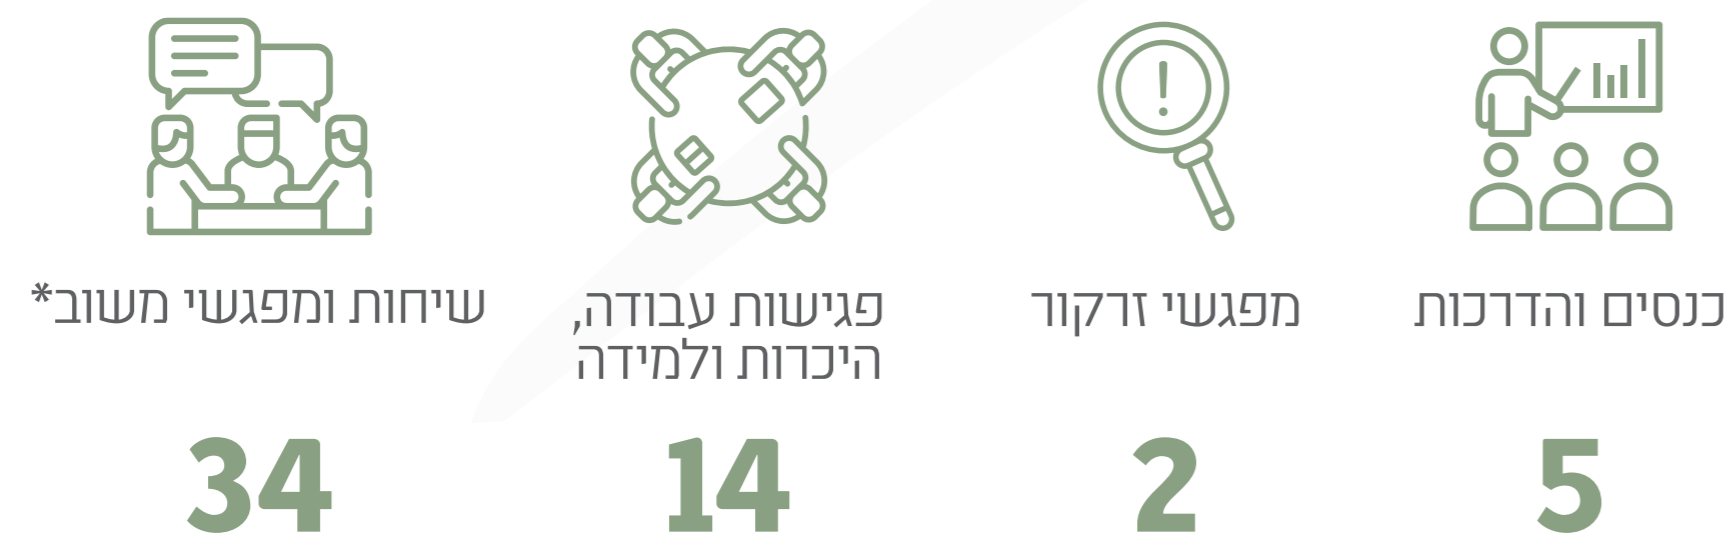 כנסים והדרכות
5
מפגשי זרקור
2
פגישות עבודה,
היכרות ולמידה
14
שיחות ומפגשי משוב*
34